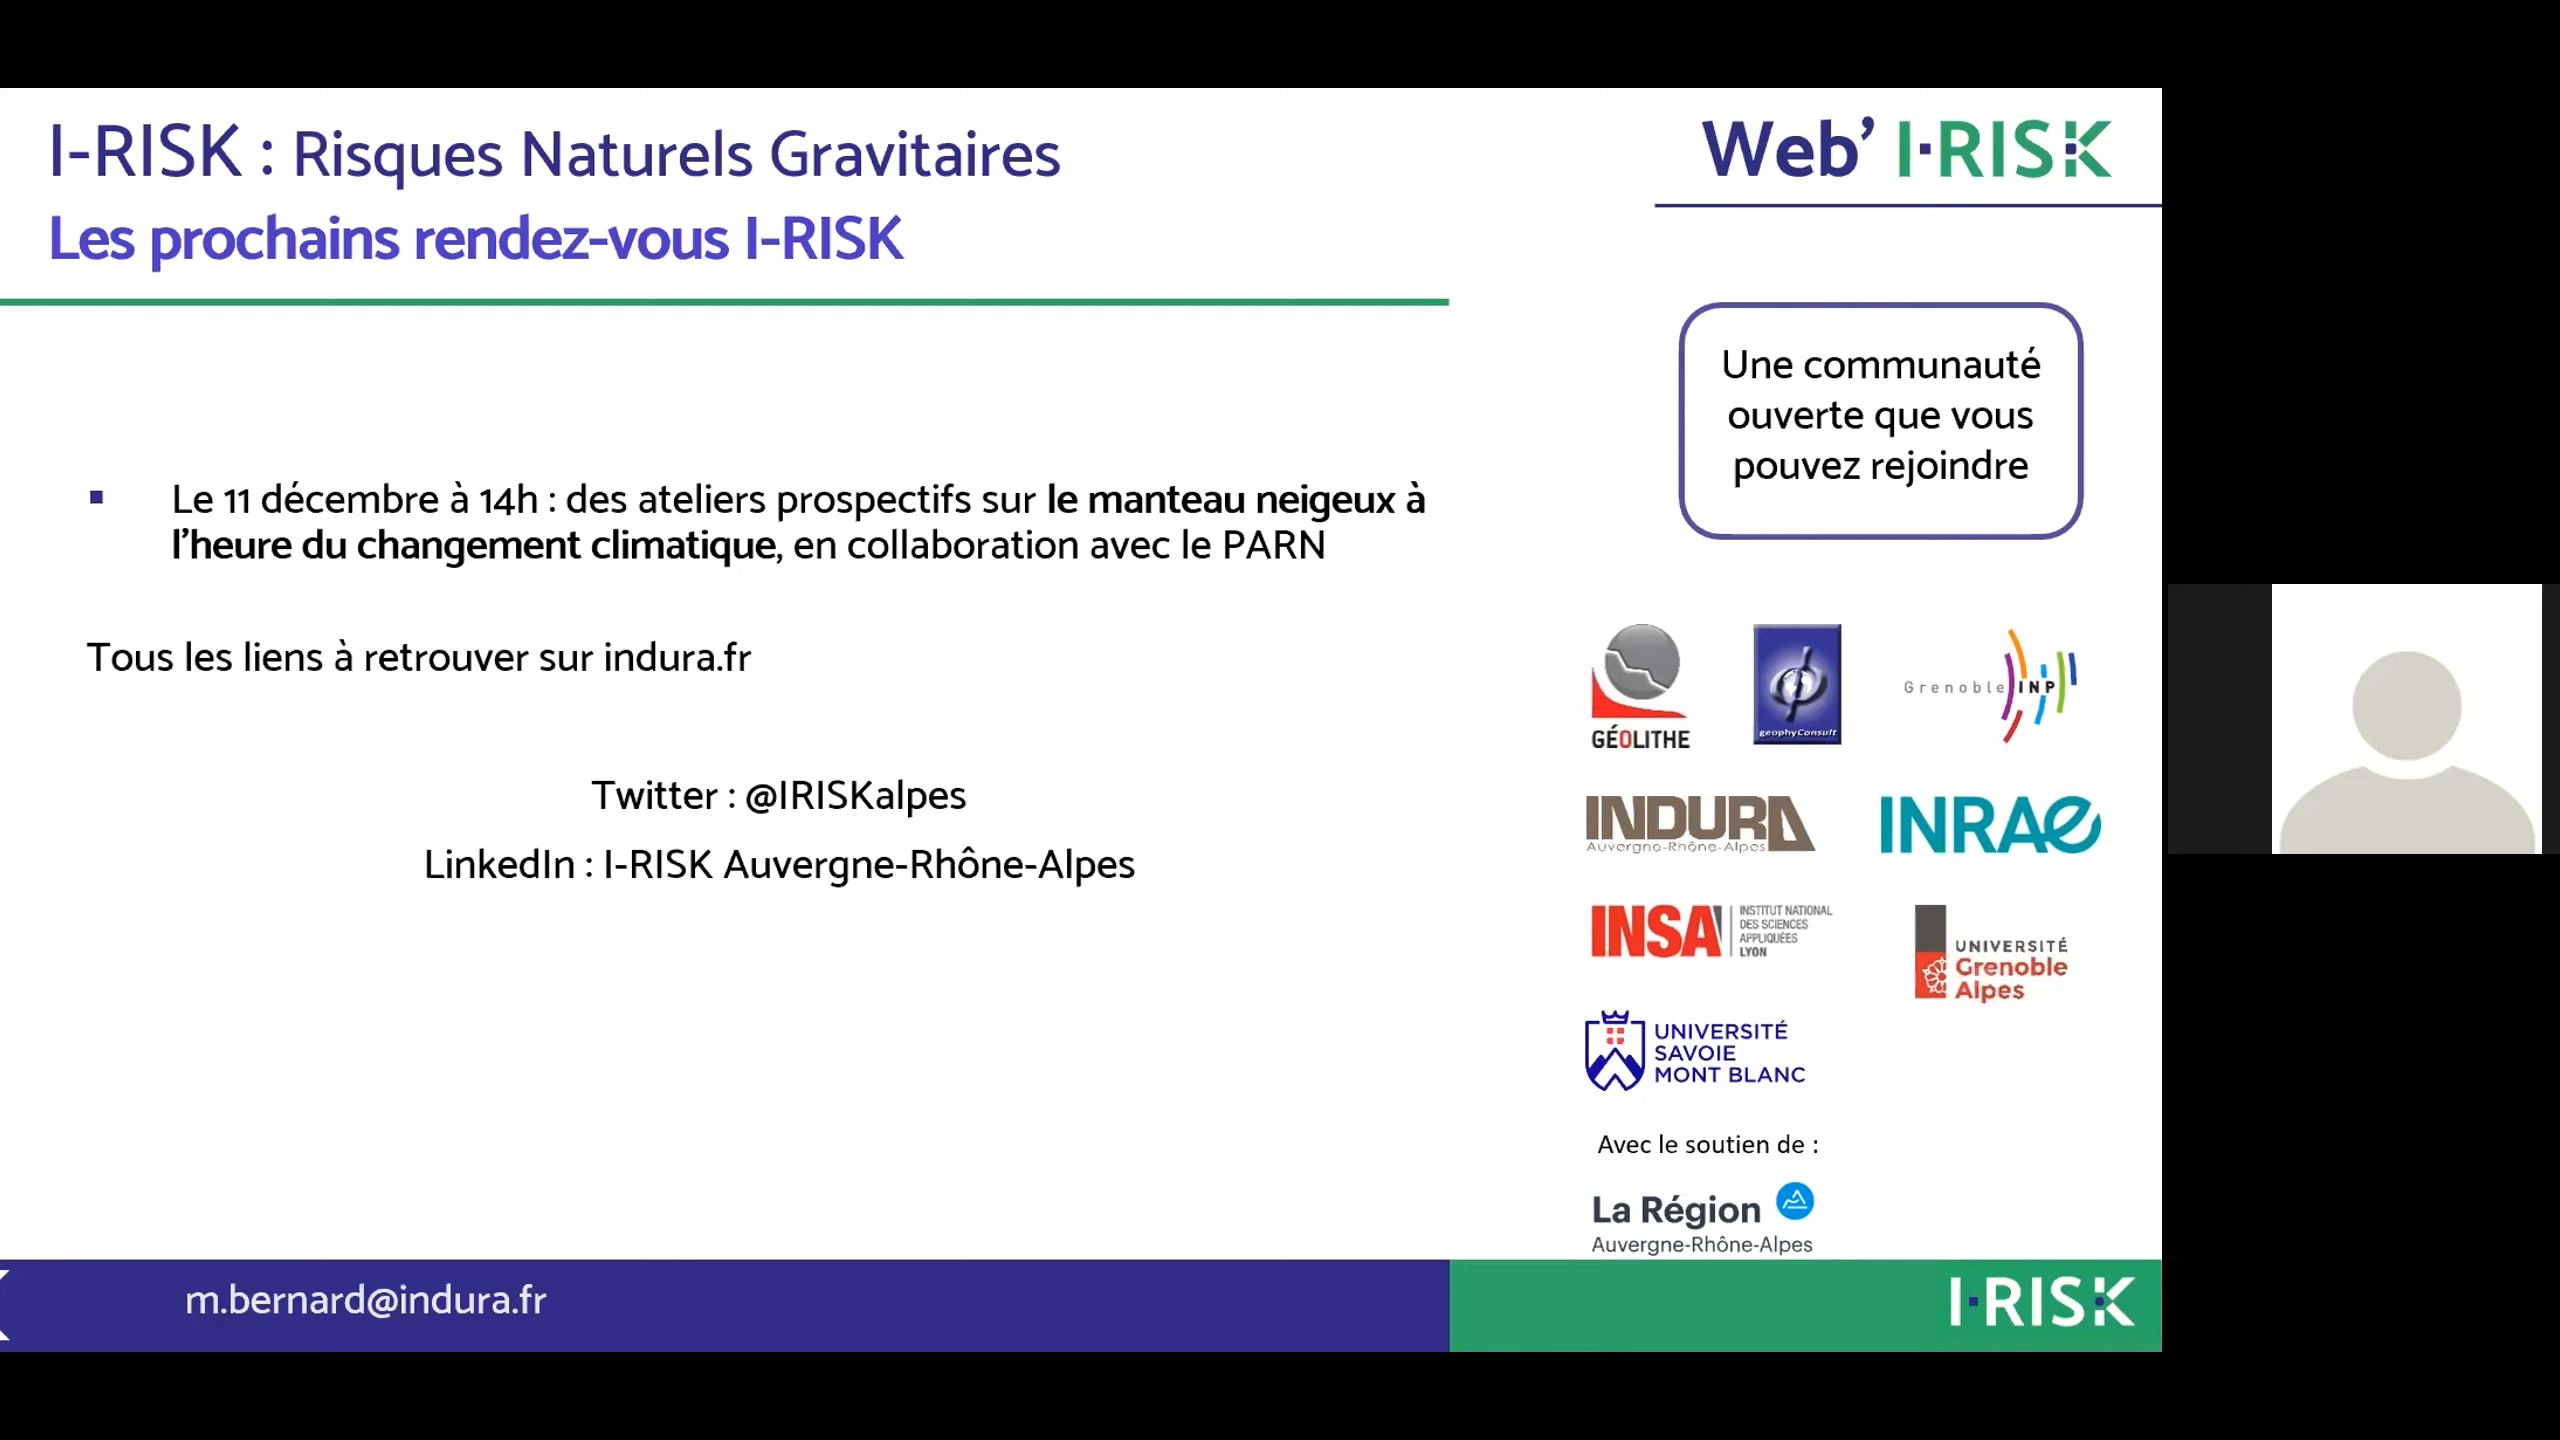 I-RISK : Risques Naturels Gravitaires
Les prochains rendez-vous I-RISK
Web’ I·RISK
Une communauté
ouverte que vous
pouvez rejoindre
▪ Le 11 décembre à 14h : des ateliers prospectifs sur le manteau neigeux à
l’heure du changement climatique, en collaboration avec le PARN
Tous les liens à retrouver sur indura.fr
Twitter : @IRISKalpes
LinkedIn : I-RISK Auvergne-Rhône-Alpes
GÉOLITHE
geophyConsult
Grenoble INP
INDURA
Auvergne-Rhône-Alpes
INRAE
INSA
INSTITUT NATIONAL
DES SCIENCES
APPLIQUÉES
LYON
UNIVERSITÉ
Grenoble
Alpes
UNIVERSITÉ
SAVOIE
MONT BLANC
Avec le soutien de :
La Région
Auvergne-Rhône-Alpes
m.bernard@indura.fr
I·RISK